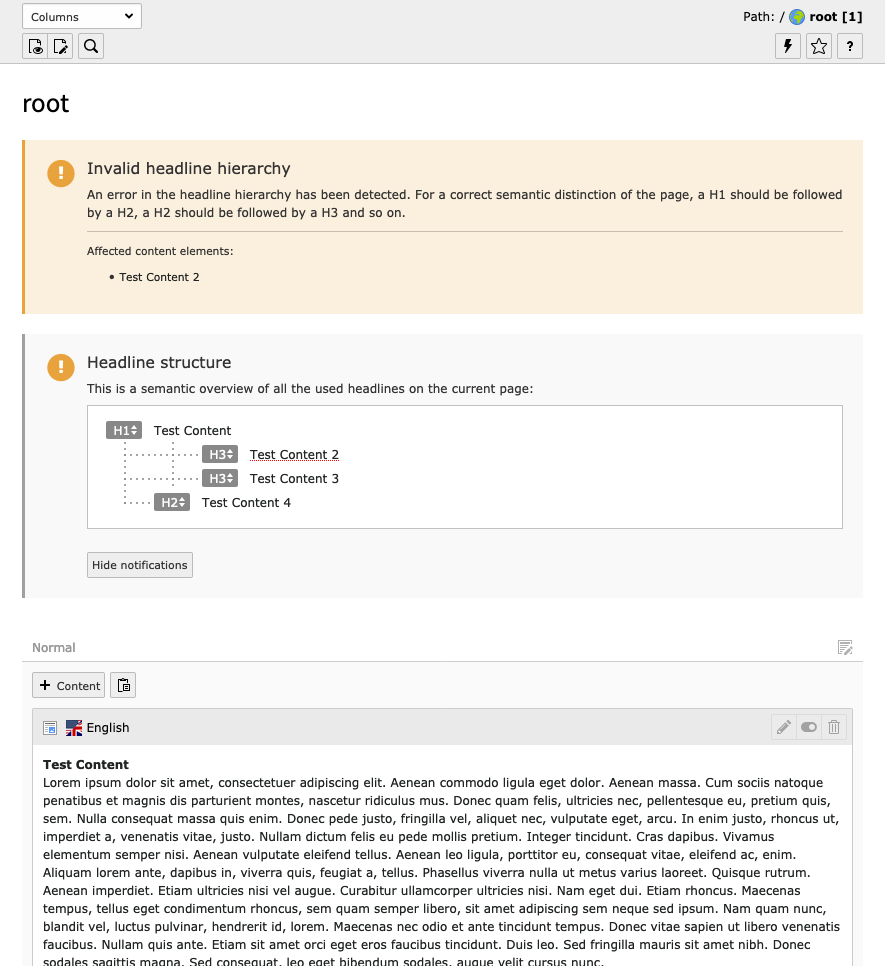 Columns
Path: / root [1]
?
root
! Invalid headline hierarchy
An error in the headline hierarchy has been detected. For a correct semantic distinction of the page, a H1 should be followed
by a H2, a H2 should be followed by a H3 and so on.
Affected content elements:
• Test Content 2
! Headline structure
This is a semantic overview of all the used headlines on the current page:
H1 Test Content
H3 Test Content 2
H3 Test Content 3
H2 Test Content 4
Hide notifications
Normal
+ Content
English
Test Content
Lorem ipsum dolor sit amet, consectetuer adipiscing elit. Aenean commodo ligula eget dolor. Aenean massa. Cum sociis natoque
penatibus et magnis dis parturient montes, nascetur ridiculus mus. Donec quam felis, ultricies nec, pellentesque eu, pretium quis,
sem. Nulla consequat massa quis enim. Donec pede justo, fringilla vel, aliquet nec, vulputate eget, arcu. In enim justo, rhoncus ut,
imperdiet a, venenatis vitae, justo. Nullam dictum felis eu pede mollis pretium. Integer tincidunt. Cras dapibus. Vivamus
elementum semper nisi. Aenean vulputate eleifend tellus. Aenean leo ligula, porttitor eu, consequat vitae, eleifend ac, enim.
Aliquam lorem ante, dapibus in, viverra quis, feugiat a, tellus. Phasellus viverra nulla ut metus varius laoreet. Quisque rutrum.
Aenean imperdiet. Etiam ultricies nisi vel augue. Curabitur ullamcorper ultricies nisi. Nam eget dui. Etiam rhoncus. Maecenas
tempus, tellus eget condimentum rhoncus, sem quam semper libero, sit amet adipiscing sem neque sed ipsum. Nam quam nunc,
blandit vel, luctus pulvinar, hendrerit id, lorem. Maecenas nec odio et ante tincidunt tempus. Donec vitae sapien ut libero venenatis
faucibus. Nullam quis ante. Etiam sit amet orci eget eros faucibus tincidunt. Duis leo. Sed fringilla mauris sit amet nibh. Donec
sodales sagittis magna. Sed consequat, leo eget bibendum sodales, augue velit cursus nunc.